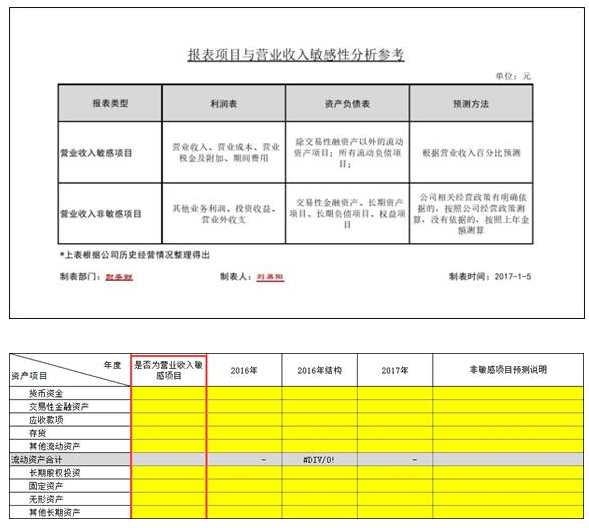 报表项目与营业收入敏感性分析参考
单位：元
报表类型
利润表
资产负债表
预测方法
营业收入敏感项目
营业收入、营业成本、营业
税金及附加、期间费用
除交易性融资产以外的流动
资产项目；所有流动负债项
目；
根据营业收入百分比预测
营业收入非敏感项目
其他业务利润、投资收益、
营业外收支
交易性金融资产、长期资产
项目、长期负债项目、权益项
目
公司相关经营政策有明确依
据的，按照公司经营政策测
算，没有依据的，按照上年金
额测算
*上表根据公司历史经营情况整理得出
制表部门：
制表人：
制表时间：2017-1-5
年度
资产项目
是否为营业收入敏
感项目
2016年
2016年结构
2017年
非敏感项目预测说明
货币资金
交易性金融资产
应收款项
存货
其他流动资产
流动资产合计 - #DIV/0! -
长期股权投资
固定资产
无形资产
其他长期资产